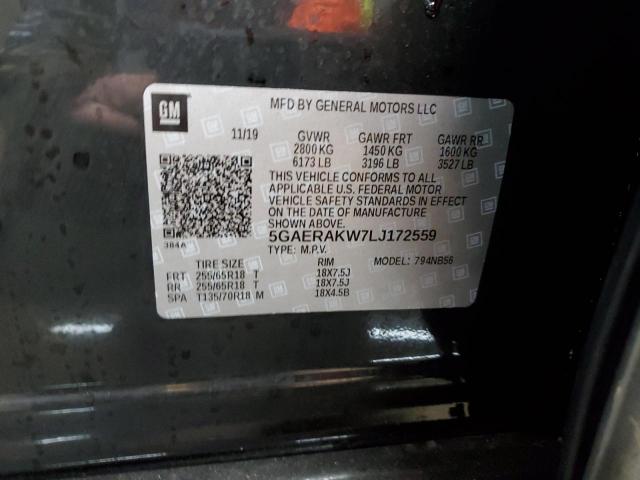 GM
MFD BY GENERAL MOTORS LLC
11/19 GVWR GAWR FRT GAWR RR
2800 KG 1450 KG 1600 KG
6173 LB 3196 LB 3527 LB
THIS VEHICLE CONFORMS TO ALL
APPLICABLE U.S. FEDERAL MOTOR
VEHICLE SAFETY STANDARDS IN EFFECT
ON THE DATE OF MANUFACTURE
SHOWN ABOVE.
384A
5GAERAKW7LJ172559
TYPE: M.P.V. MODEL: 794NB56
TIRE SIZE RIM
FRT 255/65R18 T 18X7.5J
RR 255/65R18 T 18X7.5J
SPA T135/70R18 M 18X4.5B